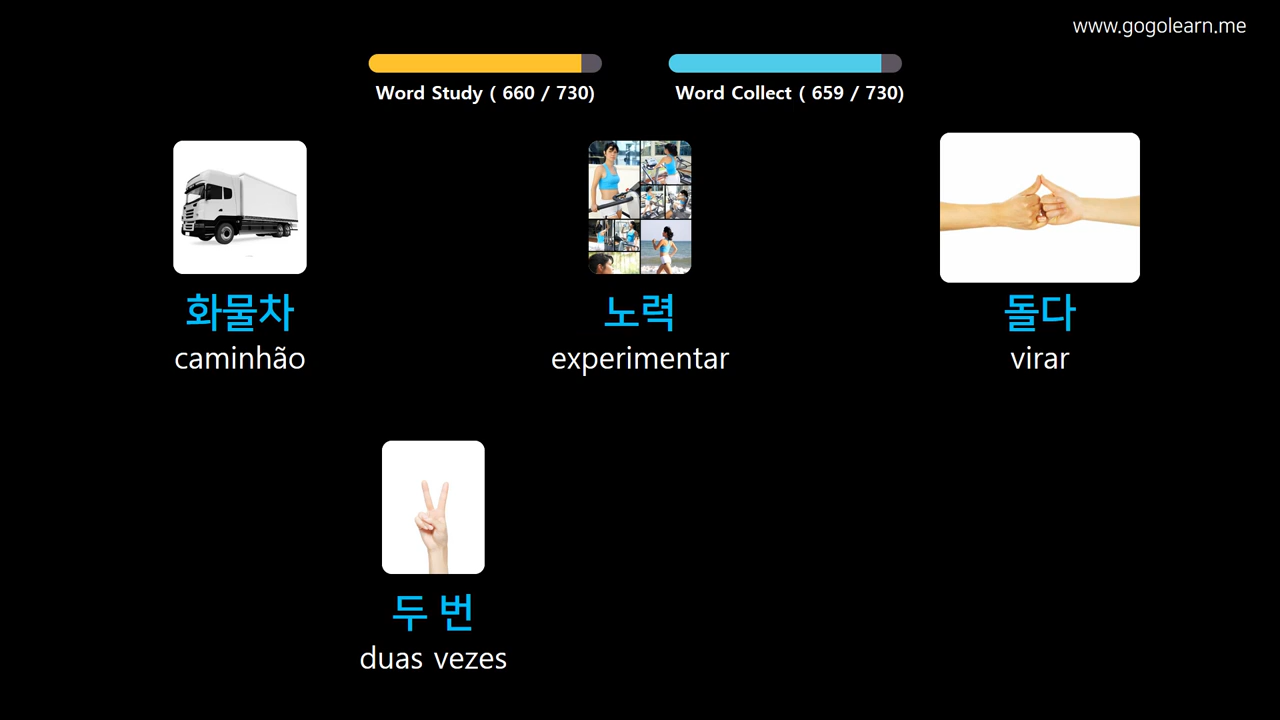 www.gogolearn.me
Word Study ( 660 / 730)
Word Collect ( 659 / 730)
화물차
caminhão
노력
experimentar
돌다
virar
두 번
duas vezes